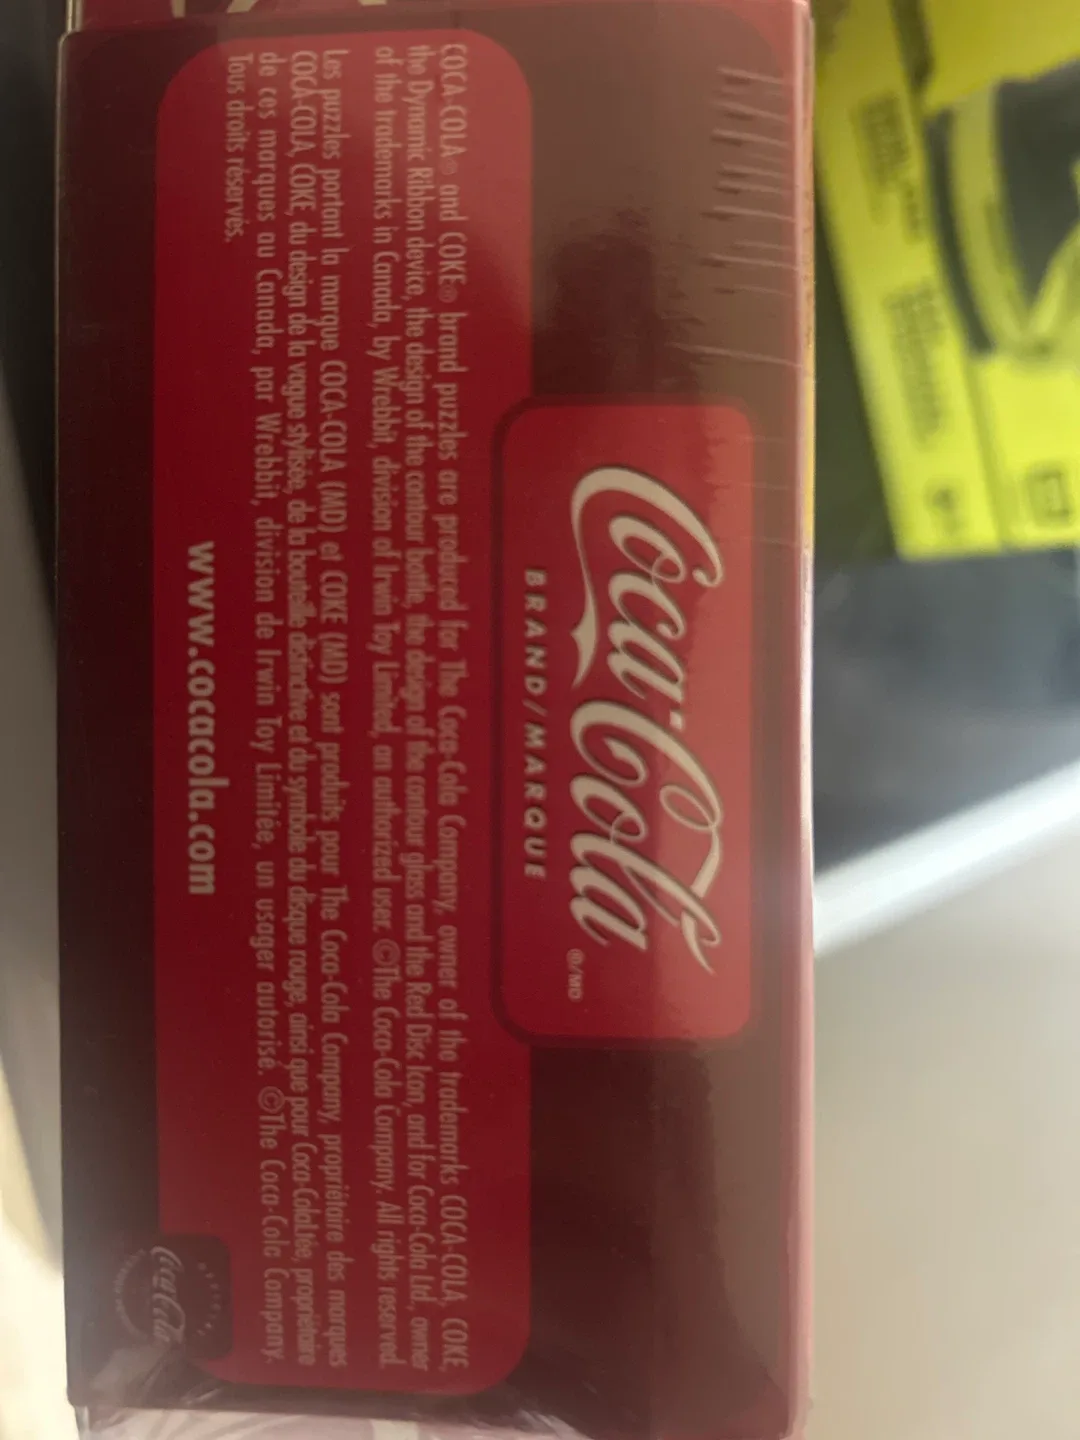 Coca-Cola
®/MD
BRAND/MARQUE
COCA-COLA® and COKE® brand puzzles are produced for The Coca-Cola Company, owner of the trademarks COCA-COLA, COKE,
the Dynamic Ribbon device, the design of the contour bottle, the design of the contour glass and the Red Disc Icon, and for Coca-Cola Ltd., owner
of the trademarks in Canada, by Wrebbit, division of Irwin Toy Limited, an authorized user. ©The Coca-Cola Company. All rights reserved.
Les puzzles portant la marque COCA-COLA (MD) et COKE (MD) sont produits pour The Coca-Cola Company, propriétaire des marques
COCA-COLA, COKE, du design de la vague stylisée, de la bouteille distinctive et du symbole du disque rouge, ainsi que pour Coca-Cola Ltée, propriétaire
de ces marques au Canada, par Wrebbit, division de Irwin Toy Limitée, un usager autorisé. ©The Coca-Cola Company.
Tous droits réservés.
www.cocacola.com
Coca-Cola